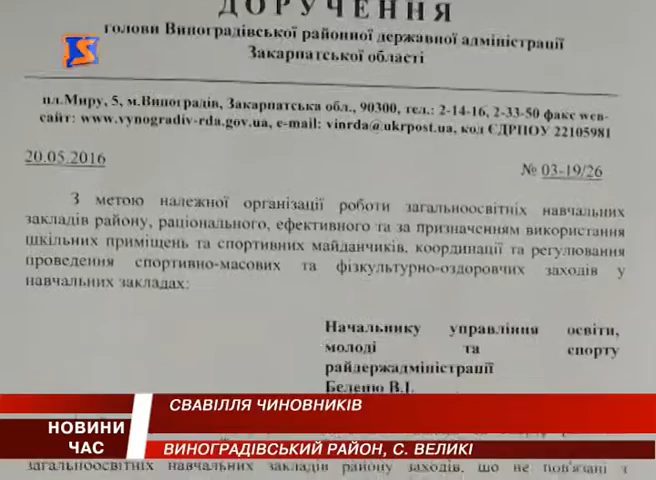 ДОРУЧЕННЯ
голови Виноградівської районної державної адміністрації
Закарпатської області
пл.Миру, 5, м.Виноградів, Закарпатська обл., 90300, тел.: 2-14-16, 2-33-50 факс web-
сайт: www.vynogradiv-rda.gov.ua, e-mail: vinrda@ukrpost.ua, код ЄДРПОУ 22105981
20.05.2016
№ 03-19/26
З метою належної організації роботи загальноосвітніх навчальних
закладів району, раціонального, ефективного та за призначенням використання
шкільних приміщень та спортивних майданчиків, координації та регулювання
проведення спортивно-масових та фізкультурно-оздоровчих заходів у
навчальних закладах:
Начальнику управління освіти,
молоді та спорту
райдержадміністрації
Беленю В.І.
СВАВІЛЛЯ ЧИНОВНИКІВ
НОВИНИ
ЧАС
ВИНОГРАДІВСЬКИЙ РАЙОН, С. ВЕЛИКІ
загальноосвітніх навчальних закладів району заходів, що не пов'язані з